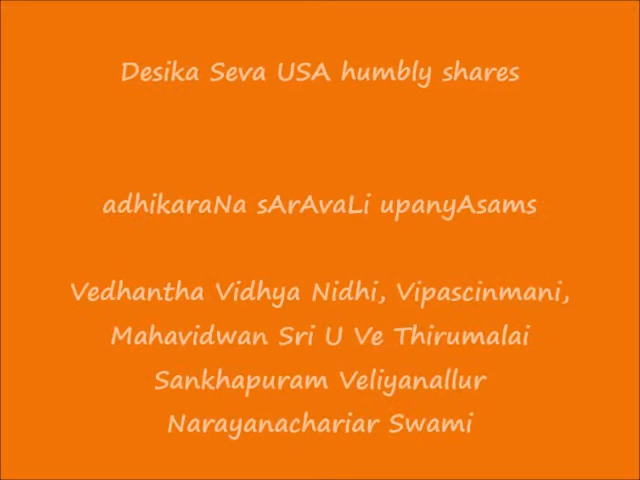 Desika Seva USA humbly shares
adhikaraNa sArAvaLi upanyAsams
Vedhantha Vidhya Nidhi, Vipascinmani,
Mahavidwan Sri U Ve Thirumalai
Sankhapuram Veliyanallur
Narayanachariar Swami